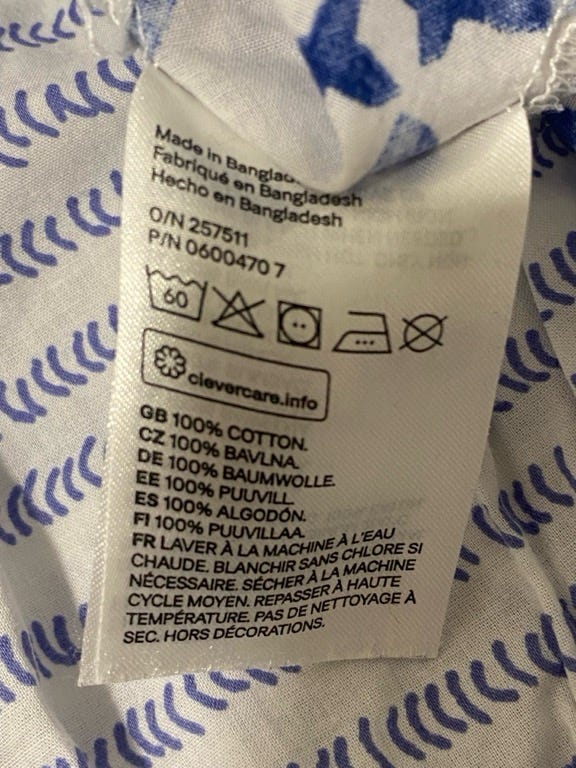 Made in
Fabriqué en Bangladesh
Hecho en Bangladesh
O/N 257511
P/N 0600470 7
60
clevercare.info
GB 100% COTTON.
CZ 100% BAVLNA.
DE 100% BAUMWOLLE.
EE 100% PUUVILL.
ES 100% ALGODÓN.
FI 100% PUUVILLAA.
FR LAVER À LA MACHINE À L'EAU
CHAUDE. BLANCHIR SANS CHLORE SI
NÉCESSAIRE. SÉCHER À LA MACHINE
CYCLE MOYEN. REPASSER À HAUTE
TEMPÉRATURE. PAS DE NETTOYAGE À
SEC. HORS DÉCORATIONS.